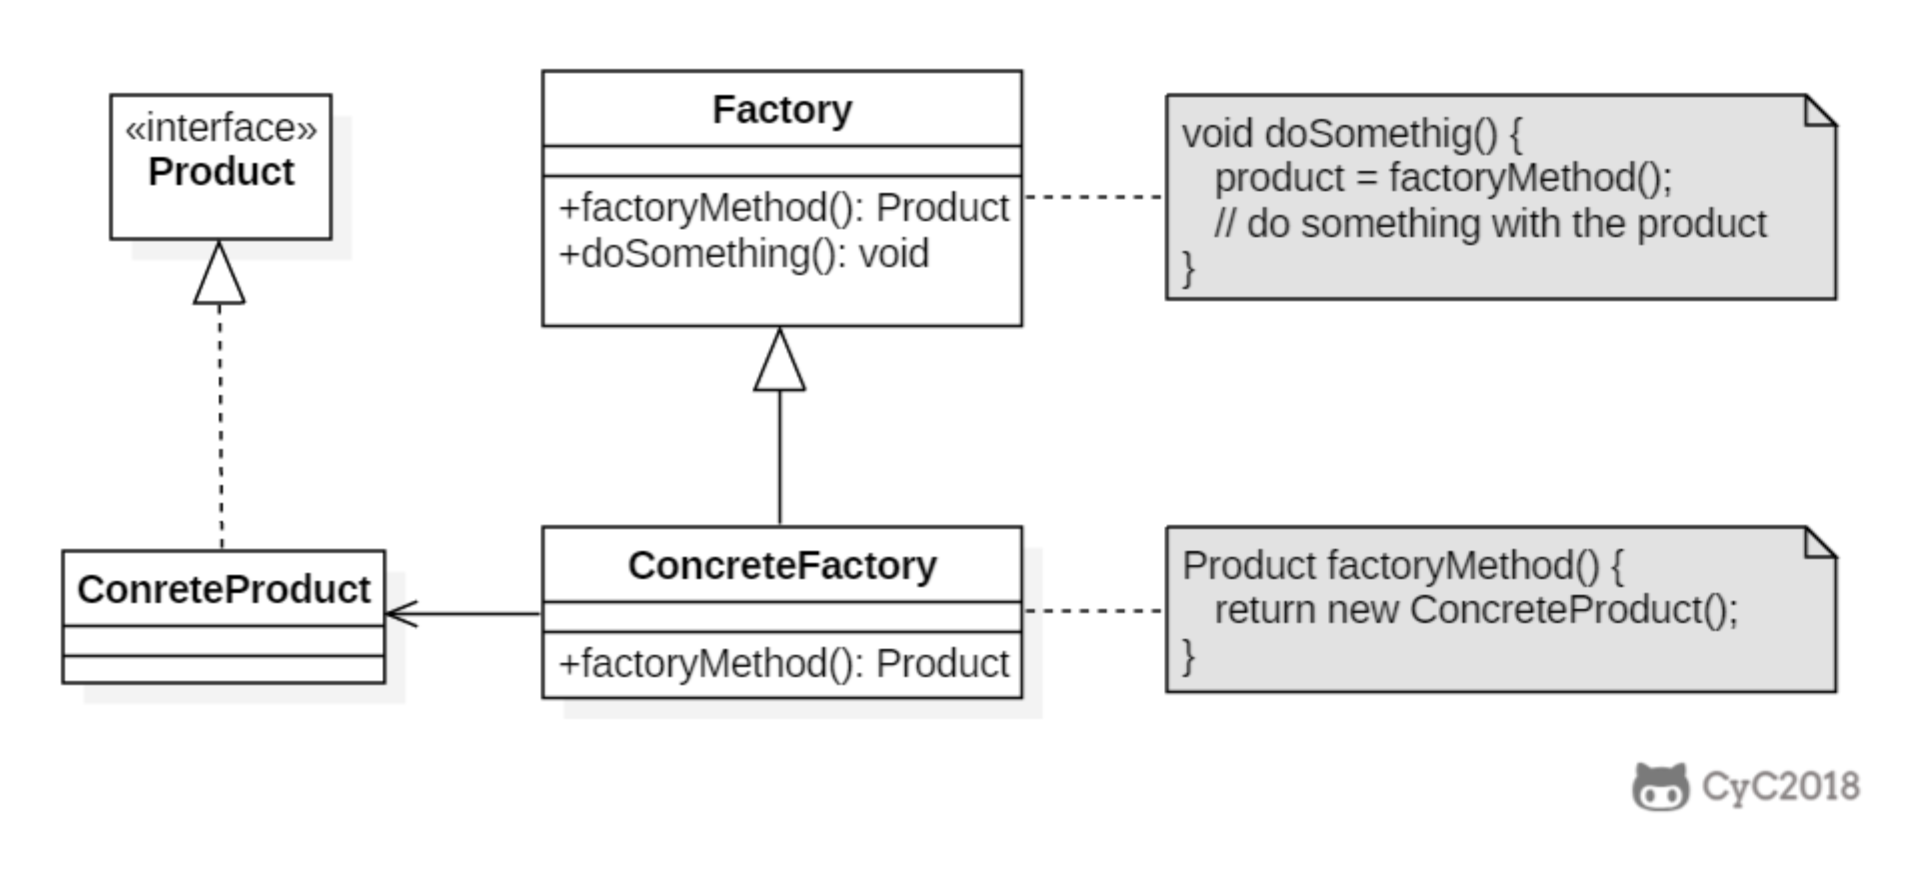 «interface»
Product
Factory
+factoryMethod(): Product
+doSomething(): void
void doSomethig() {
product = factoryMethod();
// do something with the product
}
ConreteProduct
ConcreteFactory
+factoryMethod(): Product
Product factoryMethod() {
return new ConcreteProduct();
}
CyC2018